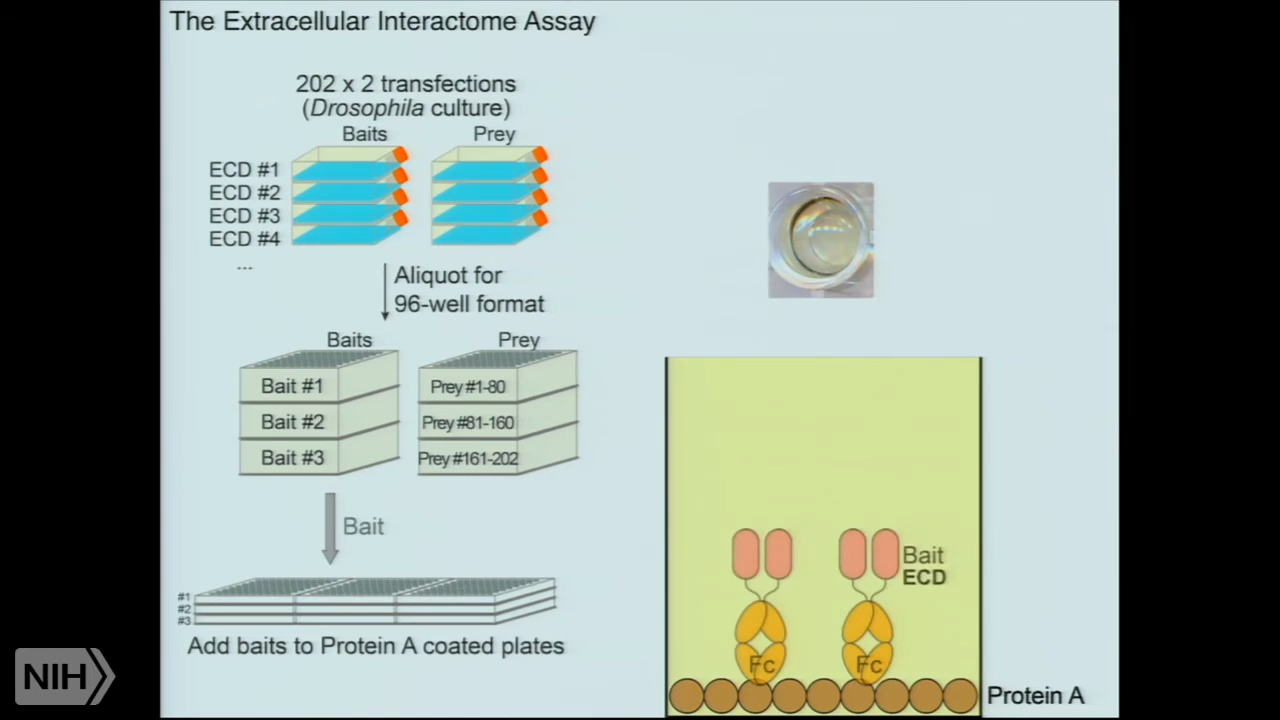 The Extracellular Interactome Assay
202 x 2 transfections
(Drosophila culture)
Baits
Prey
ECD #1
ECD #2
ECD #3
ECD #4
...
Aliquot for
96-well format
Baits
Prey
Bait #1
Prey #1-80
Bait #2
Prey #81-160
Bait #3
Prey #161-202
Bait
#1
#2
#3
Add baits to Protein A coated plates
Bait
ECD
Fc
Fc
Protein A
NIH